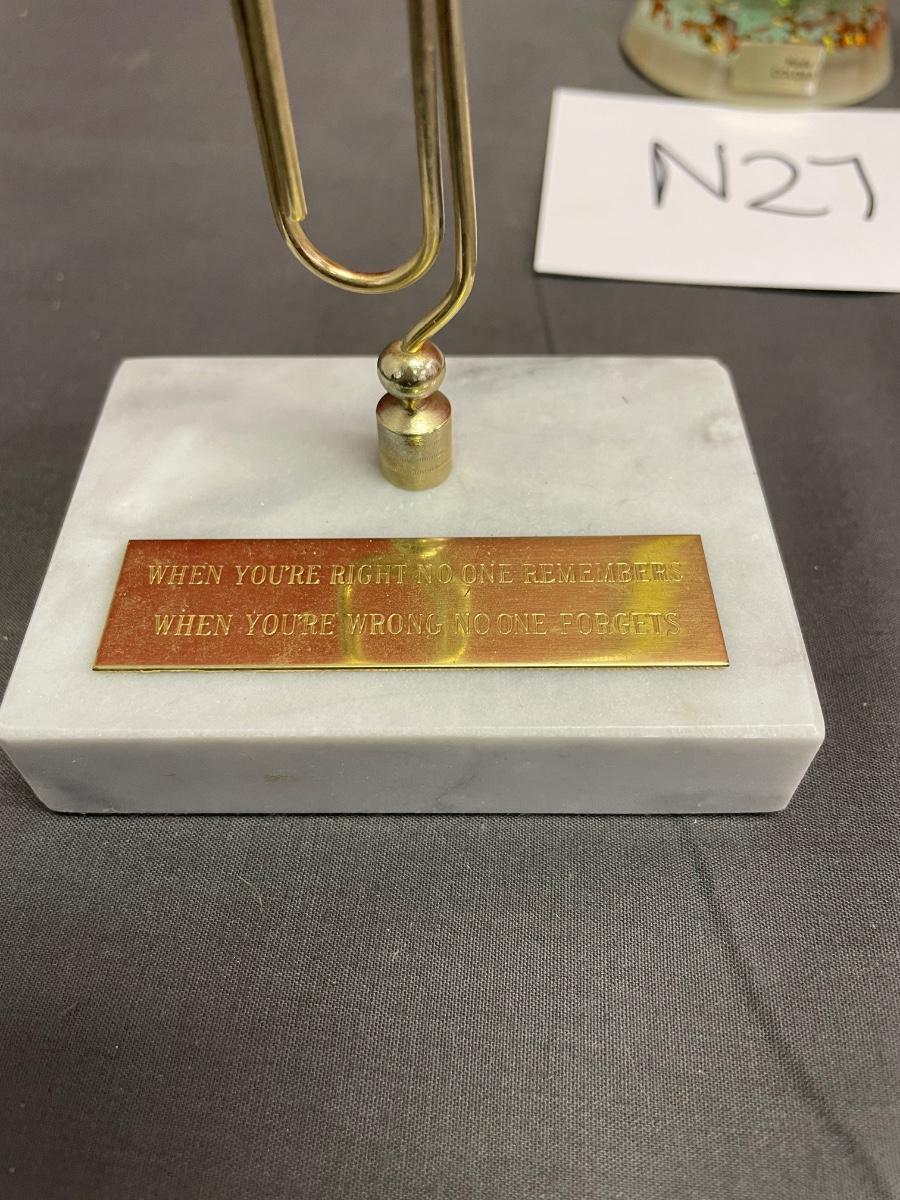 N27
WHEN YOU'RE RIGHT NO ONE REMEMBERS
WHEN YOU'RE WRONG NO ONE FORGETS